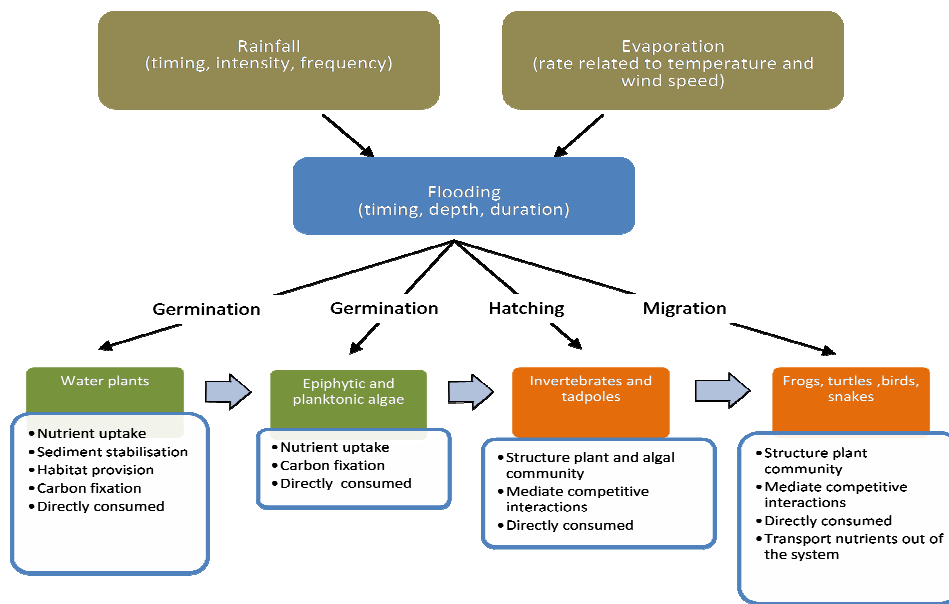 Rainfall
(timing, intensity, frequency)
Evaporation
(rate related to temperature and
wind speed)
Flooding
(timing, depth, duration)
Germination
Germination
Hatching
Migration
Water plants
• Nutrient uptake
• Sediment stabilisation
• Habitat provision
• Carbon fixation
• Directly consumed
Epiphytic and
planktonic algae
• Nutrient uptake
• Carbon fixation
• Directly consumed
Invertebrates and
tadpoles
• Structure plant and algal
community
• Mediate competitive
interactions
• Directly consumed
Frogs, turtles ,birds,
snakes
• Structure plant
community
• Mediate competitive
interactions
• Directly consumed
• Transport nutrients out of
the system